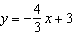 y = −4/3 x + 3